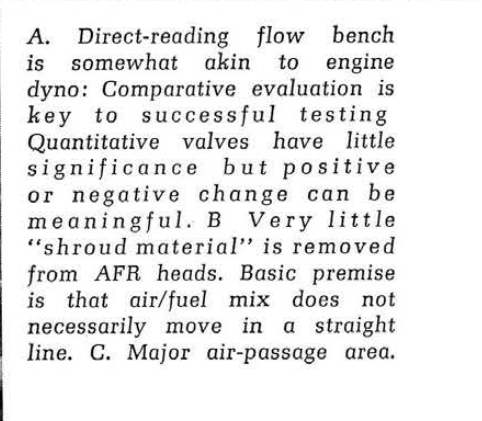 A. Direct-reading flow bench
is somewhat akin to engine
dyno: Comparative evaluation is
key to successful testing
Quantitative valves have little
significance but positive
or negative change can be
meaningful. B Very little
“shroud material” is removed
from AFR heads. Basic premise
is that air/fuel mix does not
necessarily move in a straight
line. C. Major air-passage area.